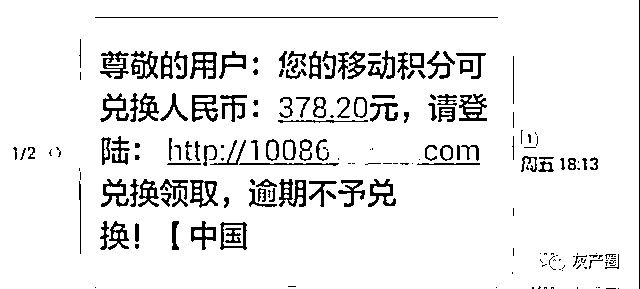 尊敬的用户：您的移动积分可
兑换人民币：378.20元，请登
陆：http://10086 .com
兑换领取，逾期不予兑
换！【中国
1/2
1
周五 18:13
灰产圈